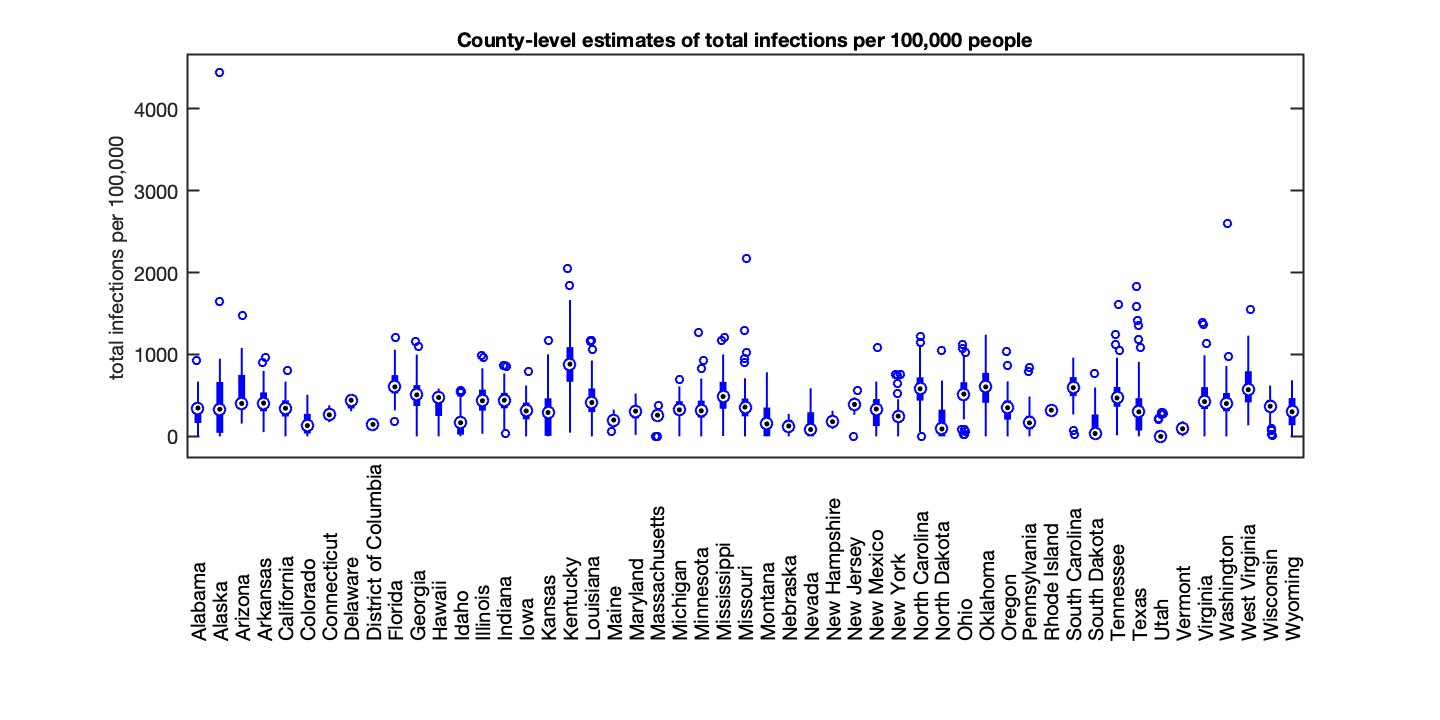 County-level estimates of total infections per 100,000 people
total infections per 100,000
4000
3000
2000
1000
0
Alabama
Alaska
Arizona
Arkansas
California
Colorado
Connecticut
Delaware
District of Columbia
Florida
Georgia
Hawaii
Idaho
Illinois
Indiana
Iowa
Kansas
Kentucky
Louisiana
Maine
Maryland
Massachusetts
Michigan
Minnesota
Mississippi
Missouri
Montana
Nebraska
Nevada
New Hampshire
New Jersey
New Mexico
New York
North Carolina
North Dakota
Ohio
Oklahoma
Oregon
Pennsylvania
Rhode Island
South Carolina
South Dakota
Tennessee
Texas
Utah
Vermont
Virginia
Washington
West Virginia
Wisconsin
Wyoming